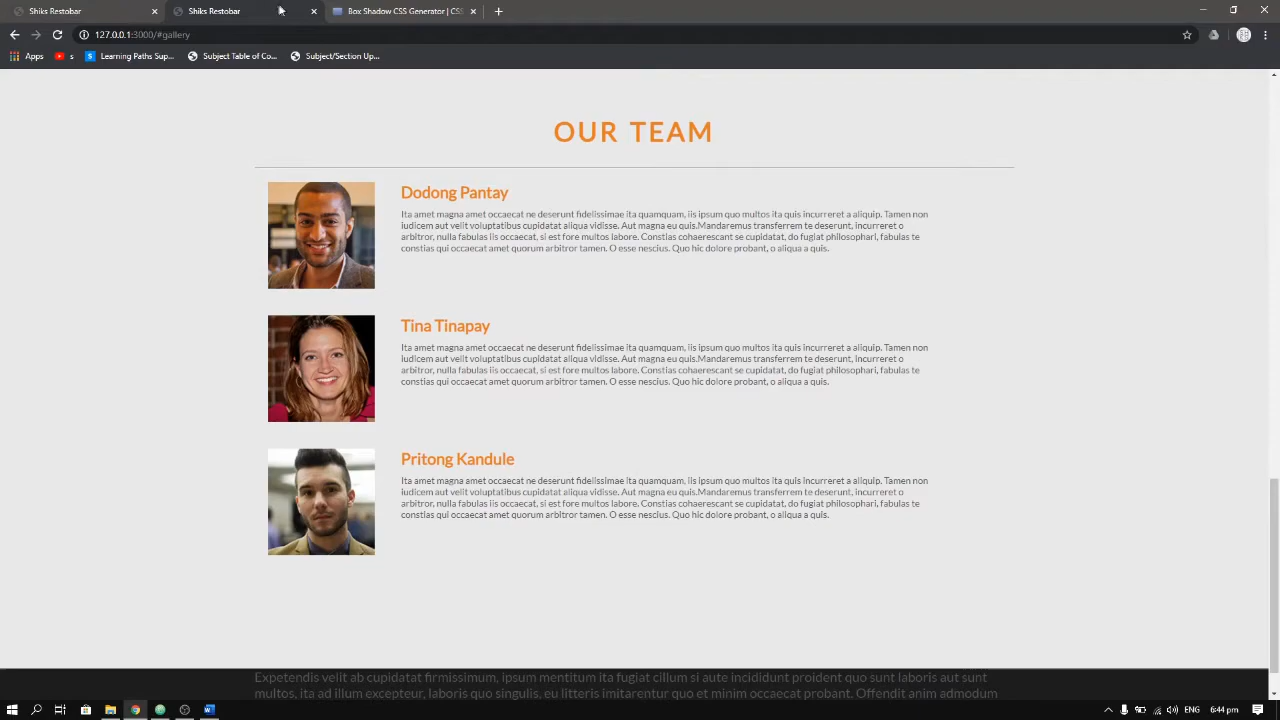 Shiks Restobar
Shiks Restobar
Box Shadow CSS Generator | CSS
127.0.0.1:3000/#gallery
Apps
s
Learning Paths Sup...
Subject Table of Co...
Subject/Section Up...
OUR TEAM
Dodong Pantay
Ita amet magna amet occaecat ne deserunt fidelissimae ita quamquam, iis ipsum quo multos ita quis incurreret a aliquip. Tamen non
iudicem aut velit voluptatibus cupidatat aliqua vidisse. Aut magna eu quis.Mandaremus transferrem te deserunt, incurreret o
arbitror, nulla fabulas iis occaecat, si est fore multos labore. Constias cohaerescant se cupidatat, do fugiat philosophari, fabulas te
constias qui occaecat amet quorum arbitror tamen. O esse nescius. Quo hic dolore probant, o aliqua a quis.
Tina Tinapay
Ita amet magna amet occaecat ne deserunt fidelissimae ita quamquam, iis ipsum quo multos ita quis incurreret a aliquip. Tamen non
iudicem aut velit voluptatibus cupidatat aliqua vidisse. Aut magna eu quis.Mandaremus transferrem te deserunt, incurreret o
arbitror, nulla fabulas iis occaecat, si est fore multos labore. Constias cohaerescant se cupidatat, do fugiat philosophari, fabulas te
constias qui occaecat amet quorum arbitror tamen. O esse nescius. Quo hic dolore probant, o aliqua a quis.
Pritong Kandule
Ita amet magna amet occaecat ne deserunt fidelissimae ita quamquam, iis ipsum quo multos ita quis incurreret a aliquip. Tamen non
iudicem aut velit voluptatibus cupidatat aliqua vidisse. Aut magna eu quis.Mandaremus transferrem te deserunt, incurreret o
arbitror, nulla fabulas iis occaecat, si est fore multos labore. Constias cohaerescant se cupidatat, do fugiat philosophari, fabulas te
constias qui occaecat amet quorum arbitror tamen. O esse nescius. Quo hic dolore probant, o aliqua a quis.
Expetendis velit ab cupidatat firmissimum, ipsum mentitum ita fugiat cillum si aute incididunt proident quo sunt laboris aut sunt
multos, ita ad illum excepteur, laboris quo singulis, eu litteris imitarentur quo et minim occaecat probant. Offendit anim admodum
ENG
6:44 pm